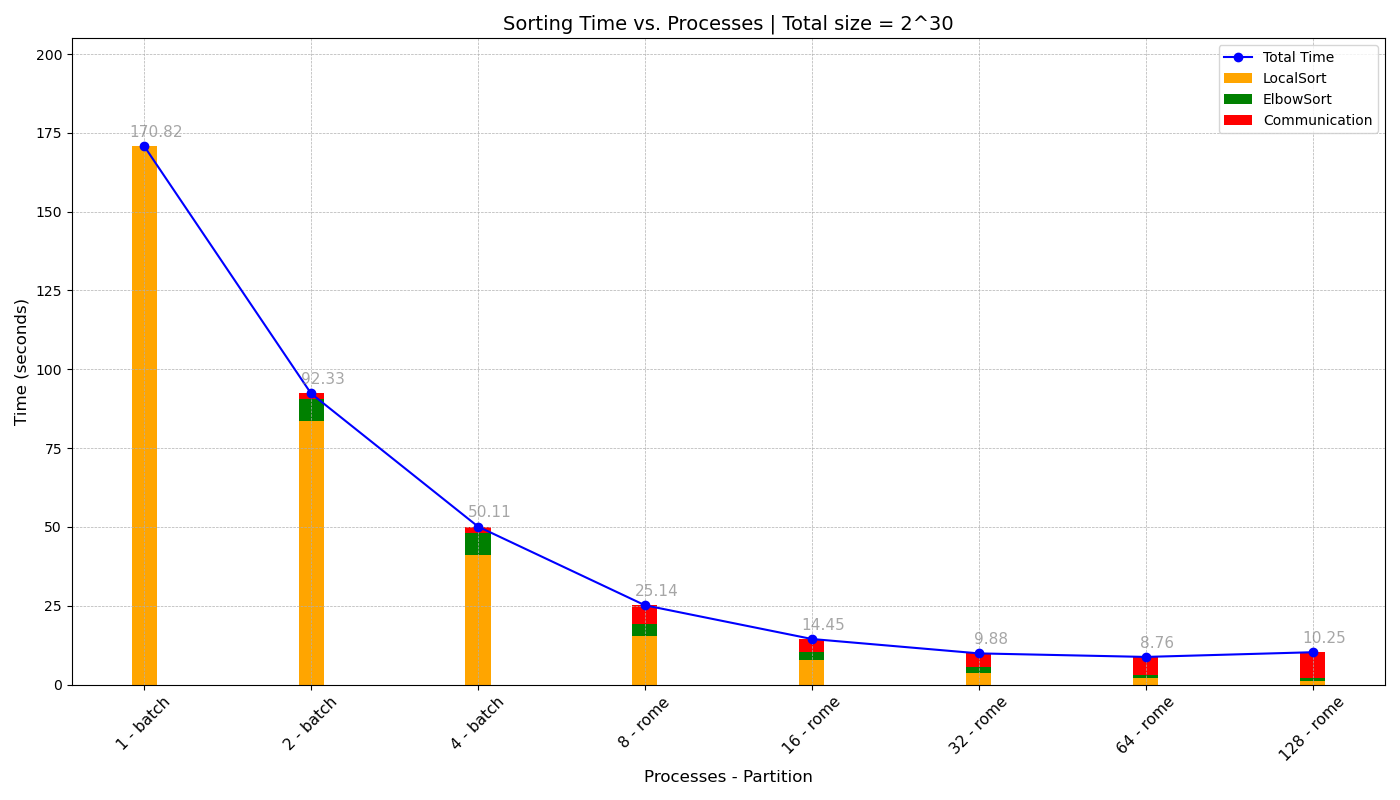 Sorting Time vs. Processes | Total size = 2^30
Total Time
LocalSort
ElbowSort
Communication
Time (seconds)
200
175
150
125
100
75
50
25
0
170.82
92.33
50.11
25.14
14.45
9.88
8.76
10.25
1 - batch
2 - batch
4 - batch
8 - rome
16 - rome
32 - rome
64 - rome
128 - rome
Processes - Partition